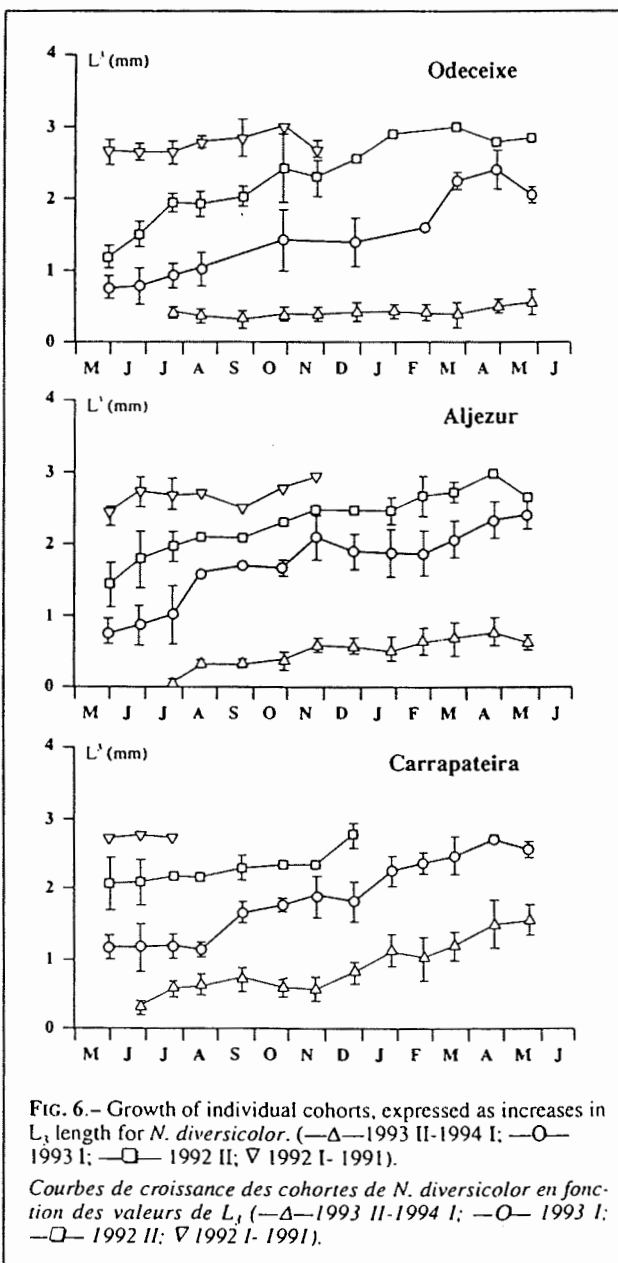 L³ (mm)
Odeceixe
4
3
2
1
0
M J J A S O N D J F M A M J
L³ (mm)
Aljezur
4
3
2
1
0
M J J A S O N D J F M A M J
L³ (mm)
Carrapateira
4
3
2
1
0
M J J A S O N D J F M A M J
FIG. 6.– Growth of individual cohorts, expressed as increases in
L₃ length for N. diversicolor. (—Δ—1993 II-1994 I; —O—
1993 I; —□— 1992 II; ∇ 1992 I- 1991).
Courbes de croissance des cohortes de N. diversicolor en fonc-
tion des valeurs de L₃ (—Δ—1993 II-1994 I; —O— 1993 I;
—□— 1992 II; ∇ 1992 I- 1991).